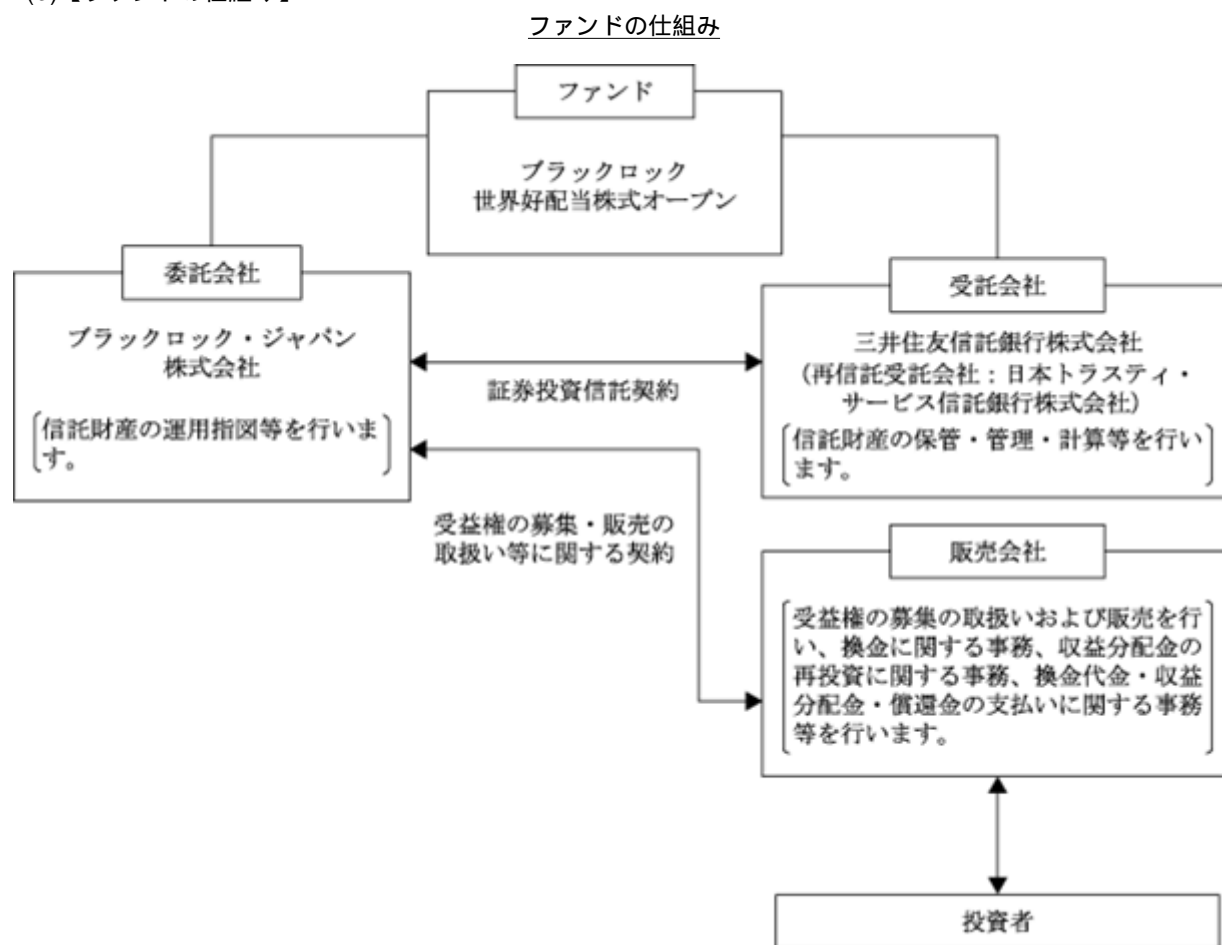 ファンドの仕組み
ファンド
ブラックロック
世界好配当株式オープン
委託会社
ブラックロック・ジャパン
株式会社
信託財産の運用指図等を行いま
す。
証券投資信託契約
受託会社
三井住友信託銀行株式会社
(再信託受託会社：日本トラスティ・
サービス信託銀行株式会社)
信託財産の保管・管理・計算等を行い
ます。
受益権の募集・販売の
取扱い等に関する契約
販売会社
受益権の募集の取扱いおよび販売を行
い、換金に関する事務、収益分配金の
再投資に関する事務、換金代金・収益
分配金・償還金の支払いに関する事務
等を行います。
投資者